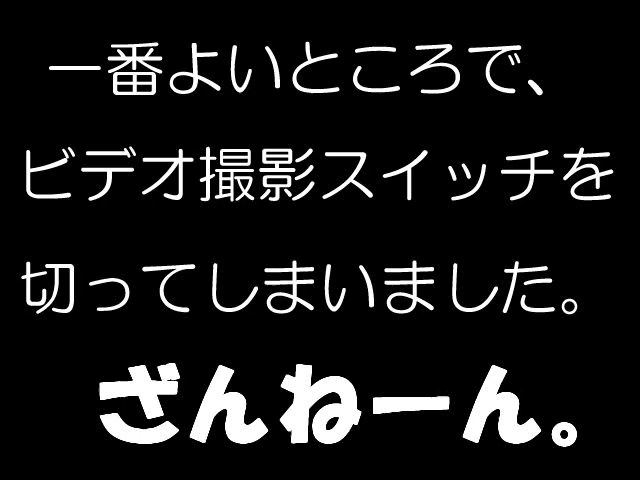 一番よいところで、
ビデオ撮影スイッチを
切ってしまいました。
ざんねーん。